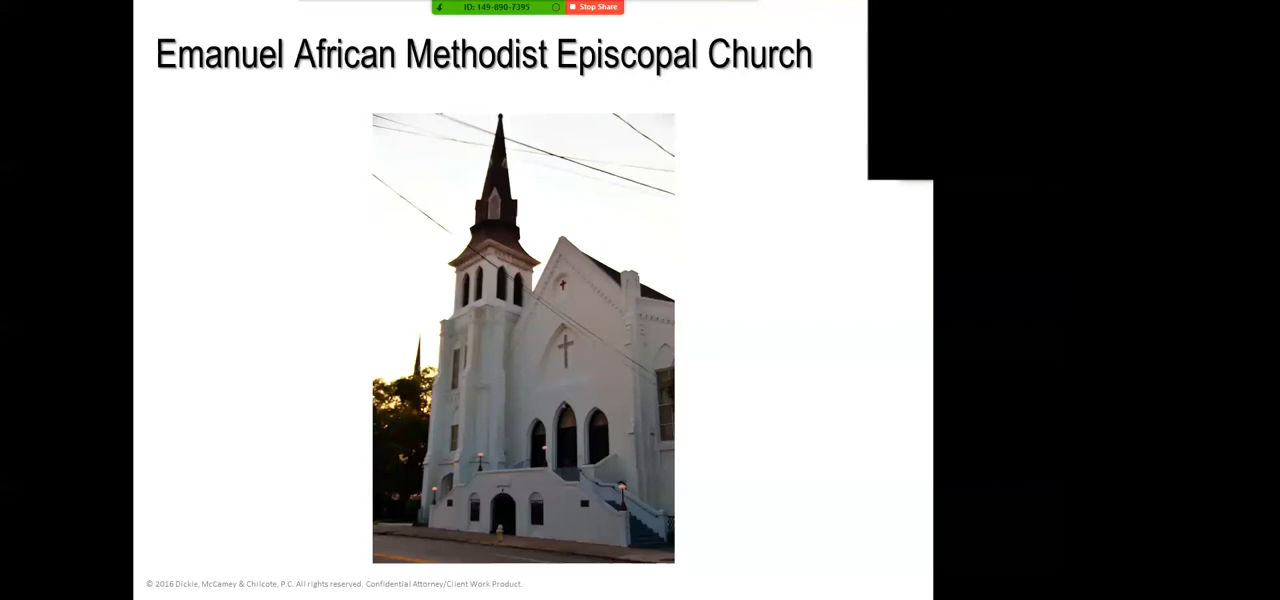 ID: 149-890-7395 Stop Share
Emanuel African Methodist Episcopal Church
© 2016 Dickie, McCamey & Chilcote, P.C. All rights reserved. Confidential Attorney/Client Work Product.